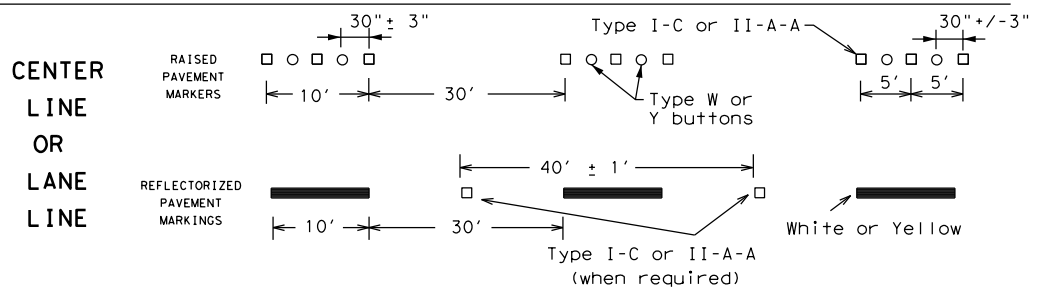 CENTER
LINE
OR
LANE
LINE
RAISED
PAVEMENT
MARKERS
30"± 3"
Type I-C or II-A-A
30"+/-3"
10'
30'
Type W or
Y buttons
5'
5'
REFLECTORIZED
PAVEMENT
MARKINGS
40' ± 1'
10'
30'
Type I-C or II-A-A
(when required)
White or Yellow